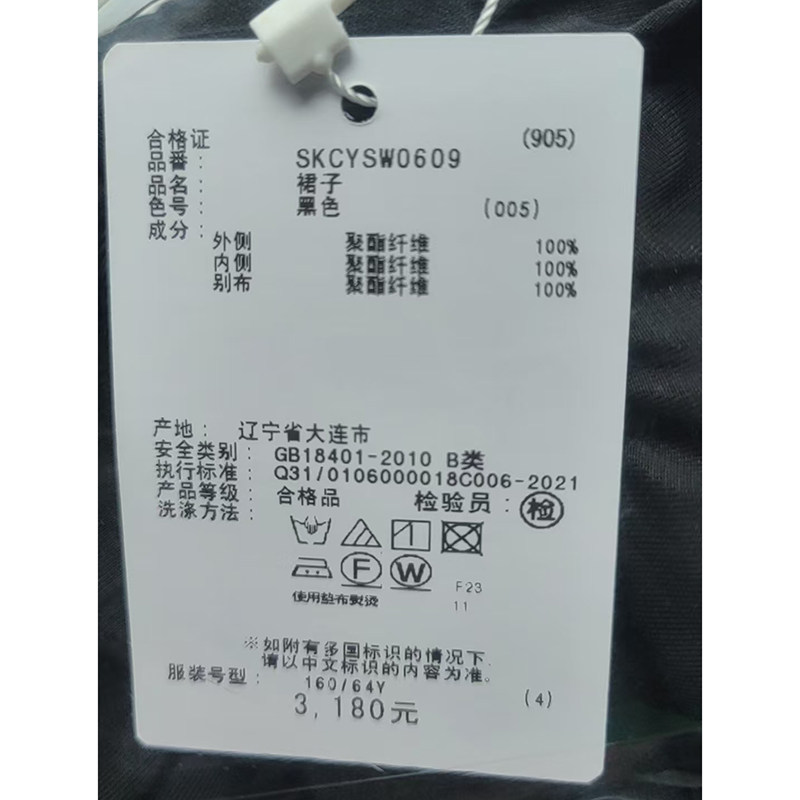 合格证 (905)
品番： SKCYSW0609
品名： 裙子
色号： 黑色 (005)
成分：
外侧 聚酯纤维 100%
内侧 聚酯纤维 100%
别布 聚酯纤维 100%
产地： 辽宁省大连市
安全类别： GB18401-2010 B类
执行标准： Q31/0106000018C006-2021
产品等级： 合格品 检验员：检
洗涤方法：
F W
使用垫布熨烫
F23
11
※如附有多国标识的情况下，
请以中文标识的内容为准。
服装号型： 160/64Y
3,180元 (4)